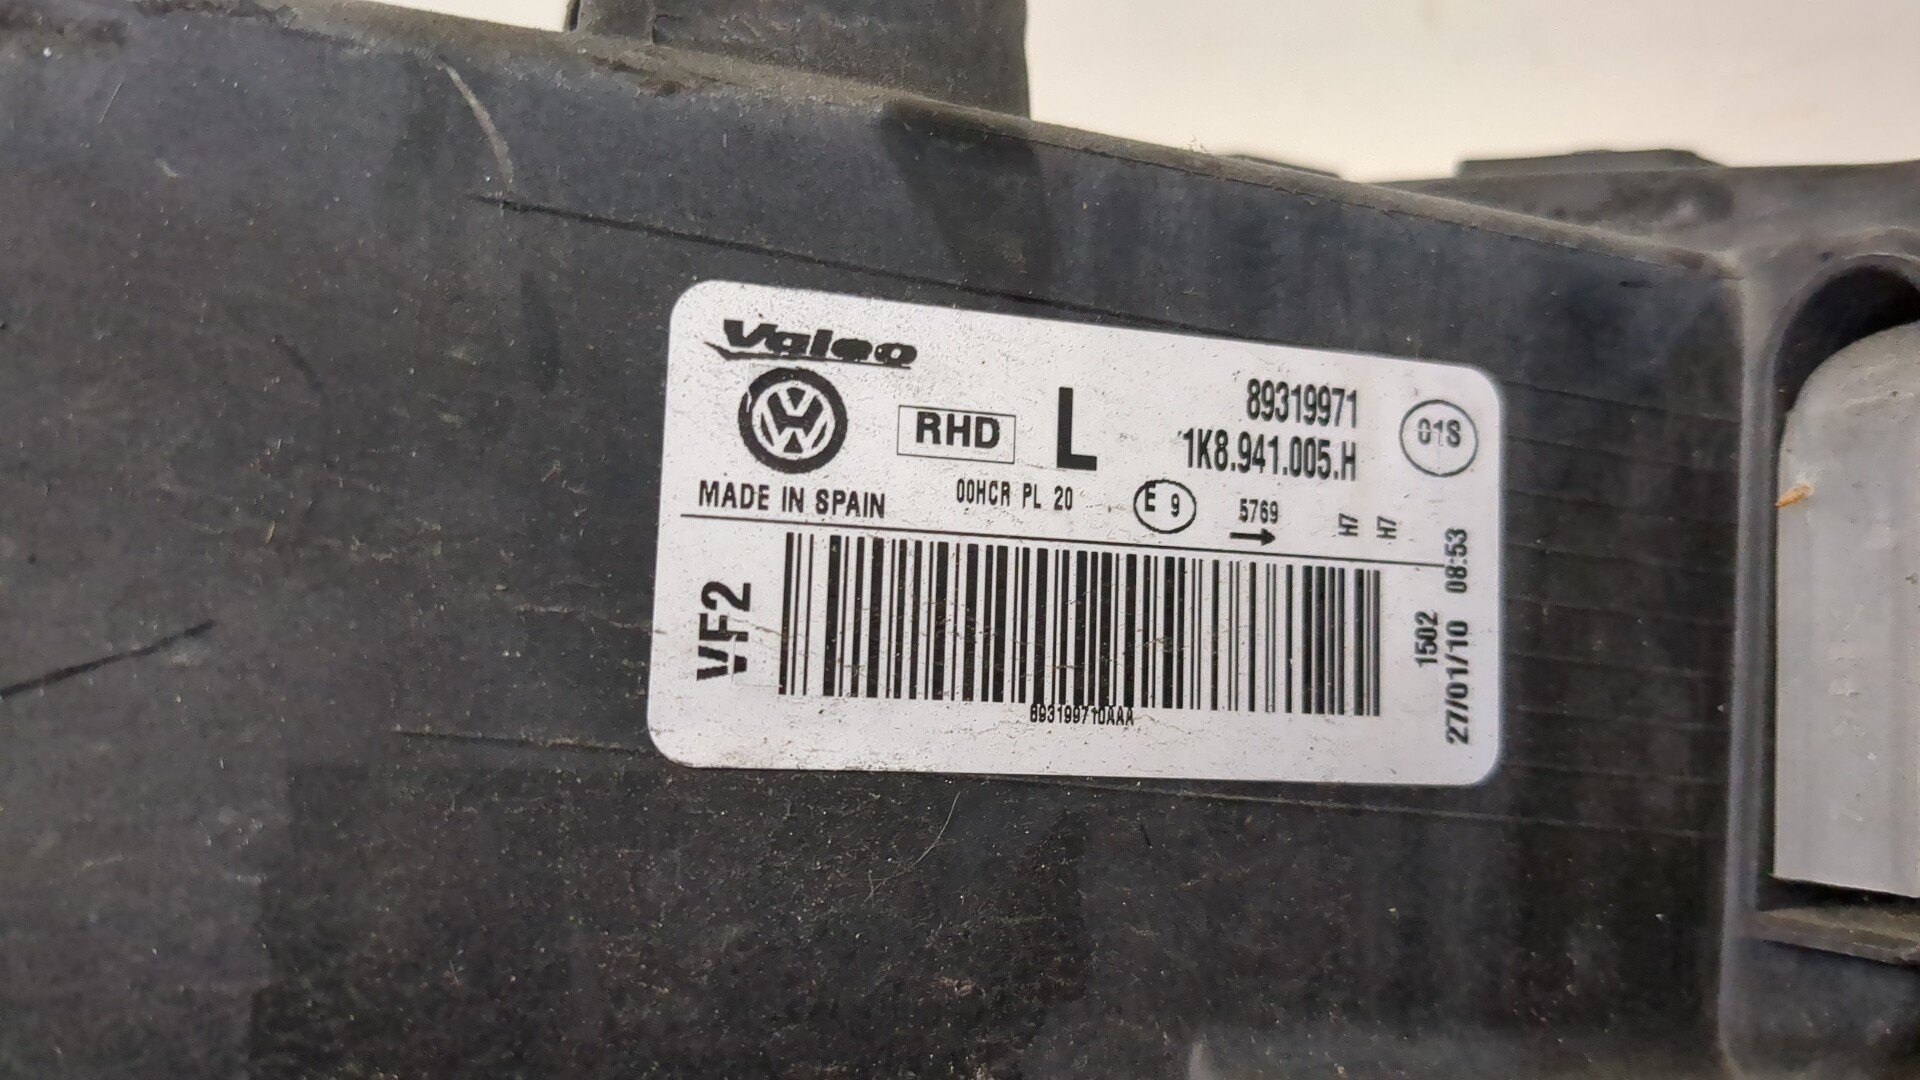 Valeo
RHD L
89319971
1K8.941.005.H
01S
MADE IN SPAIN
00HCR PL 20
E 9
5769
H7
H7
VF2
893199710AAA
1502
27/01/10 08:53